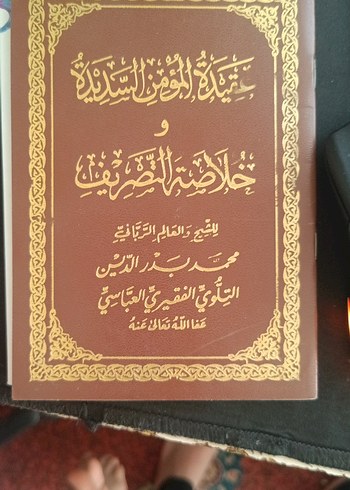 عقيدة المؤمن السديدة
و
خلاصة التصريف
للشيخ والعالم الرباني
محمد بدر الدين
التلوي الفقيري العباسي
عفا الله تعالى عنه